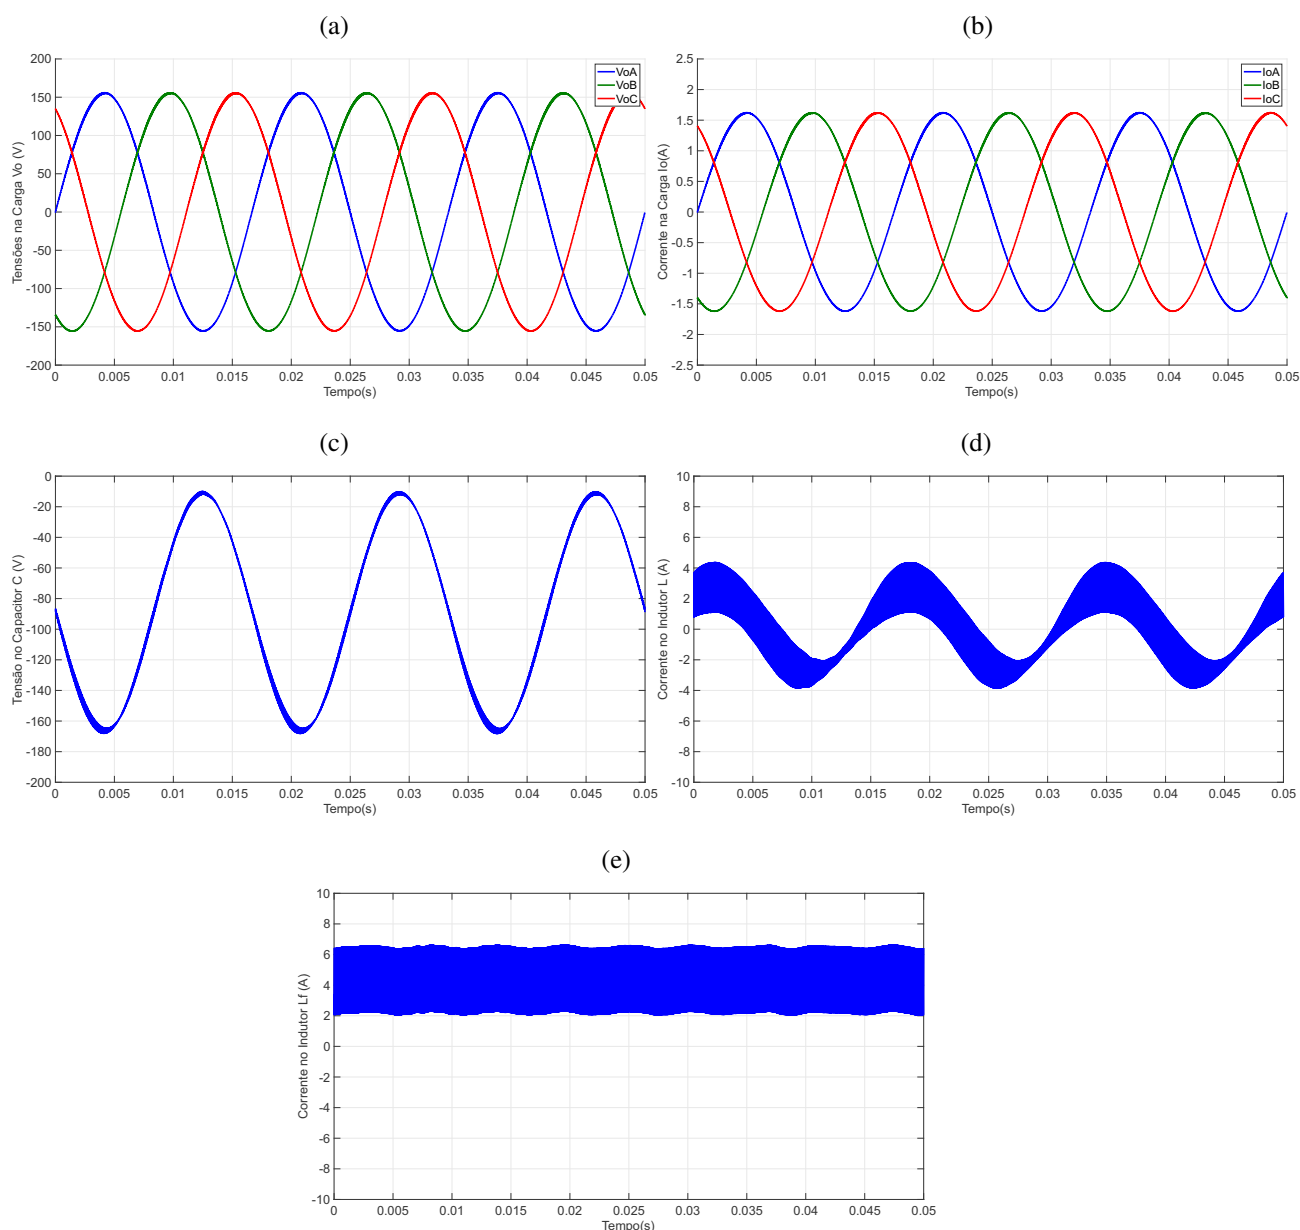 (a)
200
150
100
50
0
-50
-100
-150
-200
Tensões na Carga Vo (V)
VoA
VoB
VoC
0 0.005 0.01 0.015 0.02 0.025 0.03 0.035 0.04 0.045 0.05
Tempo(s)
(b)
2.5
2
1.5
1
0.5
0
-0.5
-1
-1.5
-2
-2.5
Corrente na Carga Io(A)
IoA
IoB
IoC
0 0.005 0.01 0.015 0.02 0.025 0.03 0.035 0.04 0.045 0.05
Tempo(s)
(c)
0
-20
-40
-60
-80
-100
-120
-140
-160
-180
-200
Tensão no Capacitor C (V)
0 0.005 0.01 0.015 0.02 0.025 0.03 0.035 0.04 0.045 0.05
Tempo(s)
(d)
10
8
6
4
2
0
-2
-4
-6
-8
-10
Corrente no Indutor L (A)
0 0.005 0.01 0.015 0.02 0.025 0.03 0.035 0.04 0.045 0.05
Tempo(s)
(e)
10
8
6
4
2
0
-2
-4
-6
-8
-10
Corrente no Indutor Lf (A)
0 0.005 0.01 0.015 0.02 0.025 0.03 0.035 0.04 0.045 0.05
Tempo(s)